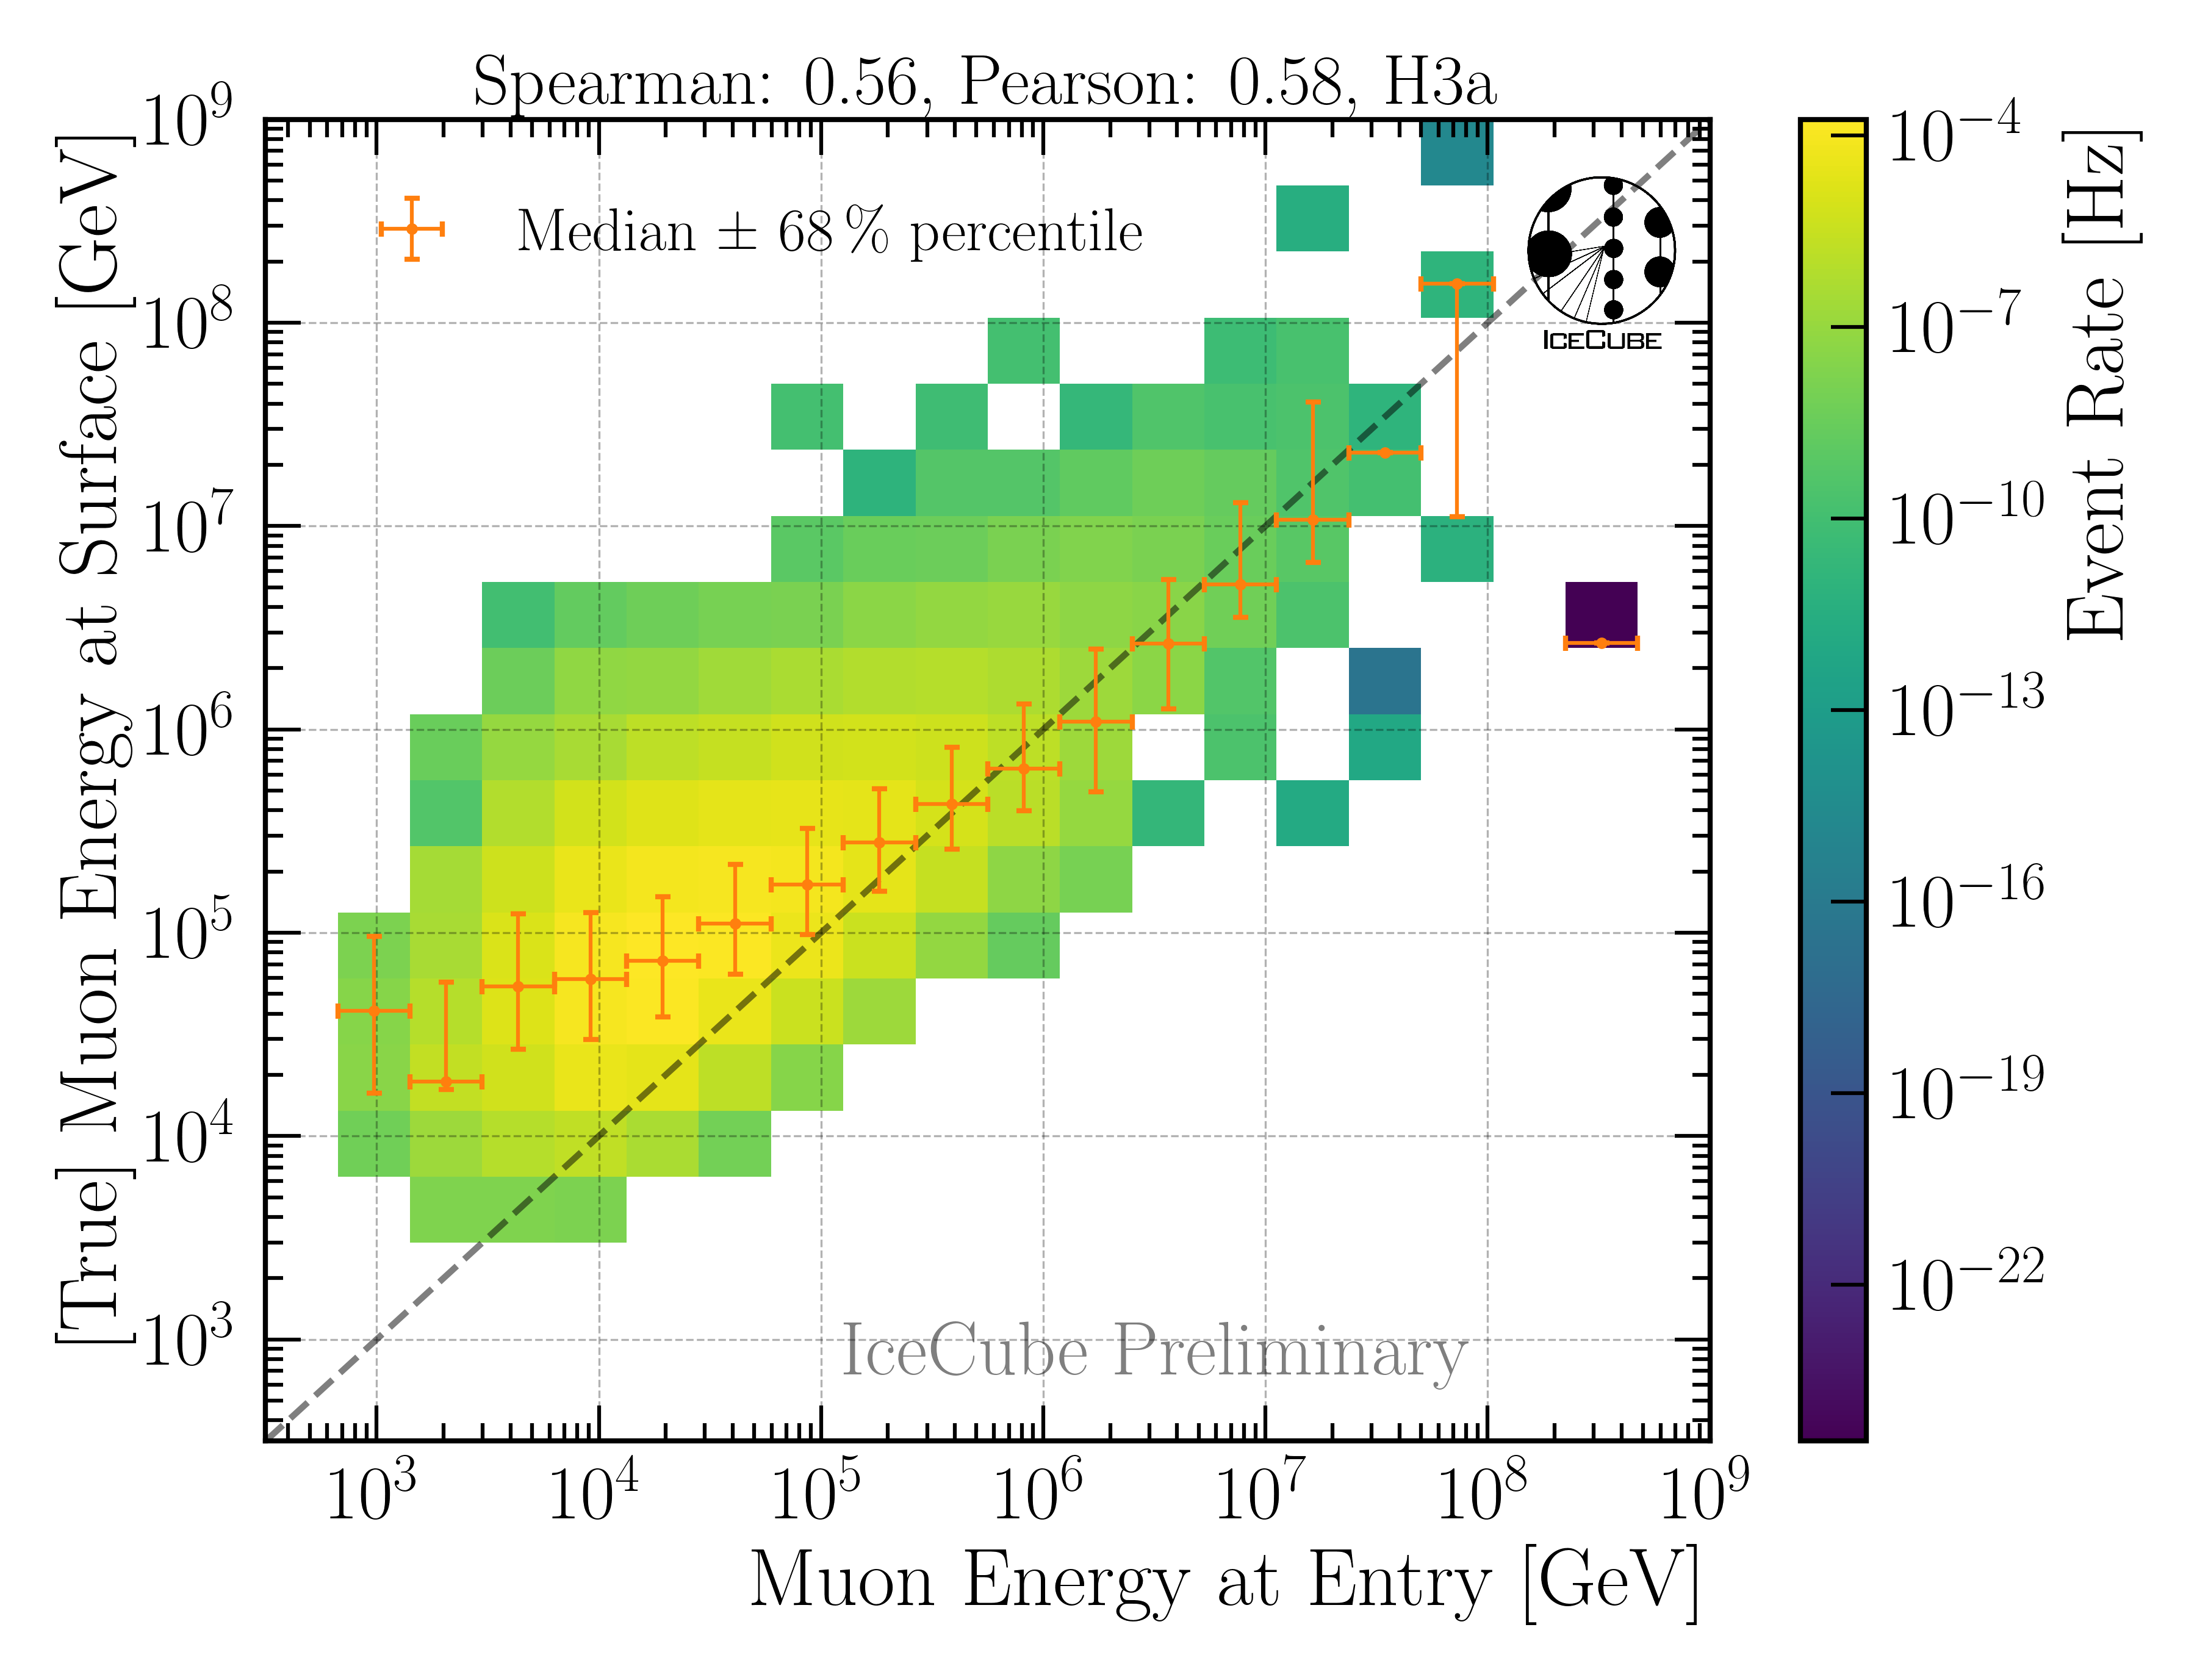 Spearman: 0.56, Pearson: 0.58, H3a
[True] Muon Energy at Surface [GeV]
10⁹
10⁸
10⁷
10⁶
10⁵
10⁴
10³
Median ± 68 % percentile
ICECUBE
IceCube Preliminary
10³ 10⁴ 10⁵ 10⁶ 10⁷ 10⁸ 10⁹
Muon Energy at Entry [GeV]
10⁻⁴
10⁻⁷
10⁻¹⁰
10⁻¹³
10⁻¹⁶
10⁻¹⁹
10⁻²²
Event Rate [Hz]